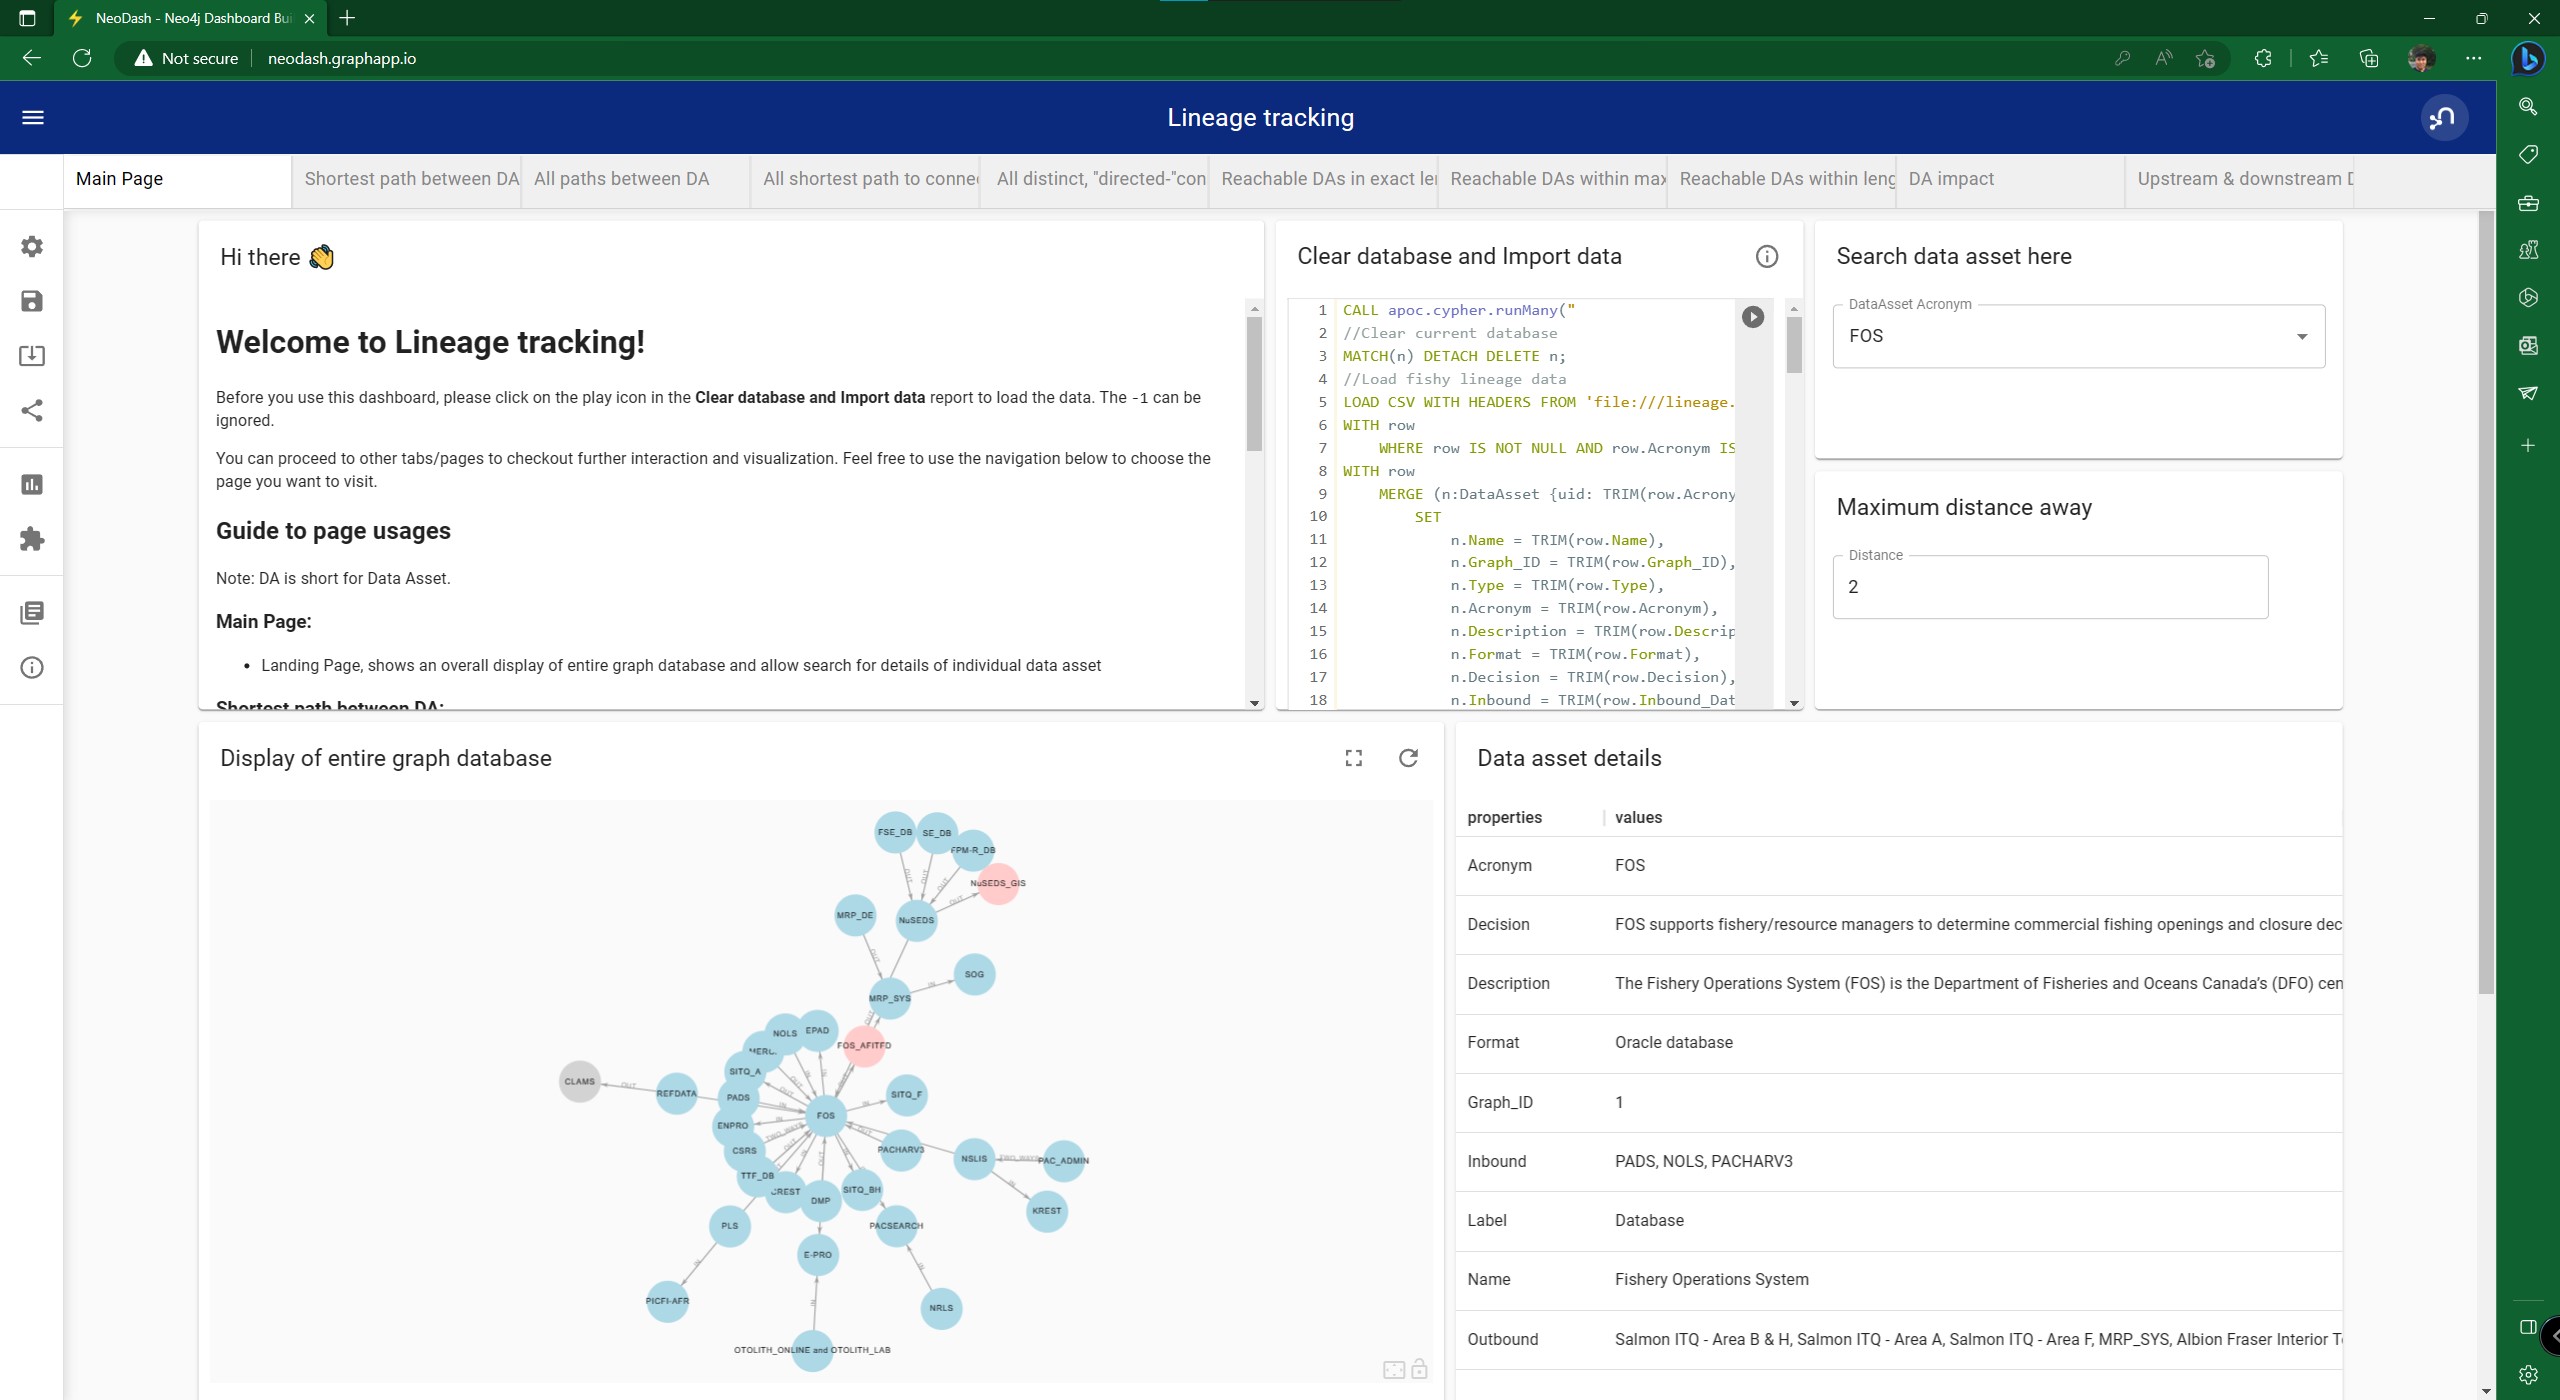 NeoDash - Neo4j Dashboard Bui
Not secure
neodash.graphapp.io
Lineage tracking
Main Page
Shortest path between DA
All paths between DA
All shortest path to conne
All distinct, "directed-"con
Reachable DAs in exact le
Reachable DAs within max
Reachable DAs within leng
DA impact
Upstream & downstream D
Hi there 👋
Welcome to Lineage tracking!
Before you use this dashboard, please click on the play icon in the Clear database and Import data report to load the data. The -1 can be
ignored.
You can proceed to other tabs/pages to checkout further interaction and visualization. Feel free to use the navigation below to choose the
page you want to visit.
Guide to page usages
Note: DA is short for Data Asset.
Main Page:
• Landing Page, shows an overall display of entire graph database and allow search for details of individual data asset
Shortest path between DA:
Clear database and Import data
1 CALL apoc.cypher.runMany("
2 //Clear current database
3 MATCH(n) DETACH DELETE n;
4 //Load fishy lineage data
5 LOAD CSV WITH HEADERS FROM 'file:///lineage.
6 WITH row
7 WHERE row IS NOT NULL AND row.Acronym IS
8 WITH row
9 MERGE (n:DataAsset {uid: TRIM(row.Acrony
10 SET
11 n.Name = TRIM(row.Name),
12 n.Graph_ID = TRIM(row.Graph_ID),
13 n.Type = TRIM(row.Type),
14 n.Acronym = TRIM(row.Acronym),
15 n.Description = TRIM(row.Descrip
16 n.Format = TRIM(row.Format),
17 n.Decision = TRIM(row.Decision),
18 n.Inbound = TRIM(row.Inbound_Dat
Search data asset here
DataAsset Acronym
FOS
Maximum distance away
Distance
2
Display of entire graph database
FSE_DB
SE_DB
FPM-R_DB
NuSEDS_GIS
MRP_DE
NuSEDS
SOG
MRP_SYS
NOLS
EPAD
FOS_AFITFD
MERC
SITQ_A
CLAMS
OUT
REFDATA
PADS
SITQ_F
FOS
ENPRO
CSRS
PACHARV3
NSLIS
TWO_WAYS
PAC_ADMIN
TTF_DB
CREST
DMP
SITQ_BH
KREST
PLS
PACSEARCH
E-PRO
PICFI-AFR
NRLS
OTOLITH_ONLINE and OTOLITH_LAB
Data asset details
properties values
Acronym FOS
Decision FOS supports fishery/resource managers to determine commercial fishing openings and closure dec
Description The Fishery Operations System (FOS) is the Department of Fisheries and Oceans Canada's (DFO) cen
Format Oracle database
Graph_ID 1
Inbound PADS, NOLS, PACHARV3
Label Database
Name Fishery Operations System
Outbound Salmon ITQ - Area B & H, Salmon ITQ - Area A, Salmon ITQ - Area F, MRP_SYS, Albion Fraser Interior T